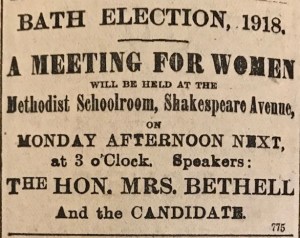 BATH ELECTION, 1918.
A MEETING FOR WOMEN
WILL BE HELD AT THE
Methodist Schoolroom, Shakespeare Avenue,
ON
MONDAY AFTERNOON NEXT,
at 3 o'Clock. Speakers:
THE HON. MRS. BETHELL
And the CANDIDATE.
775